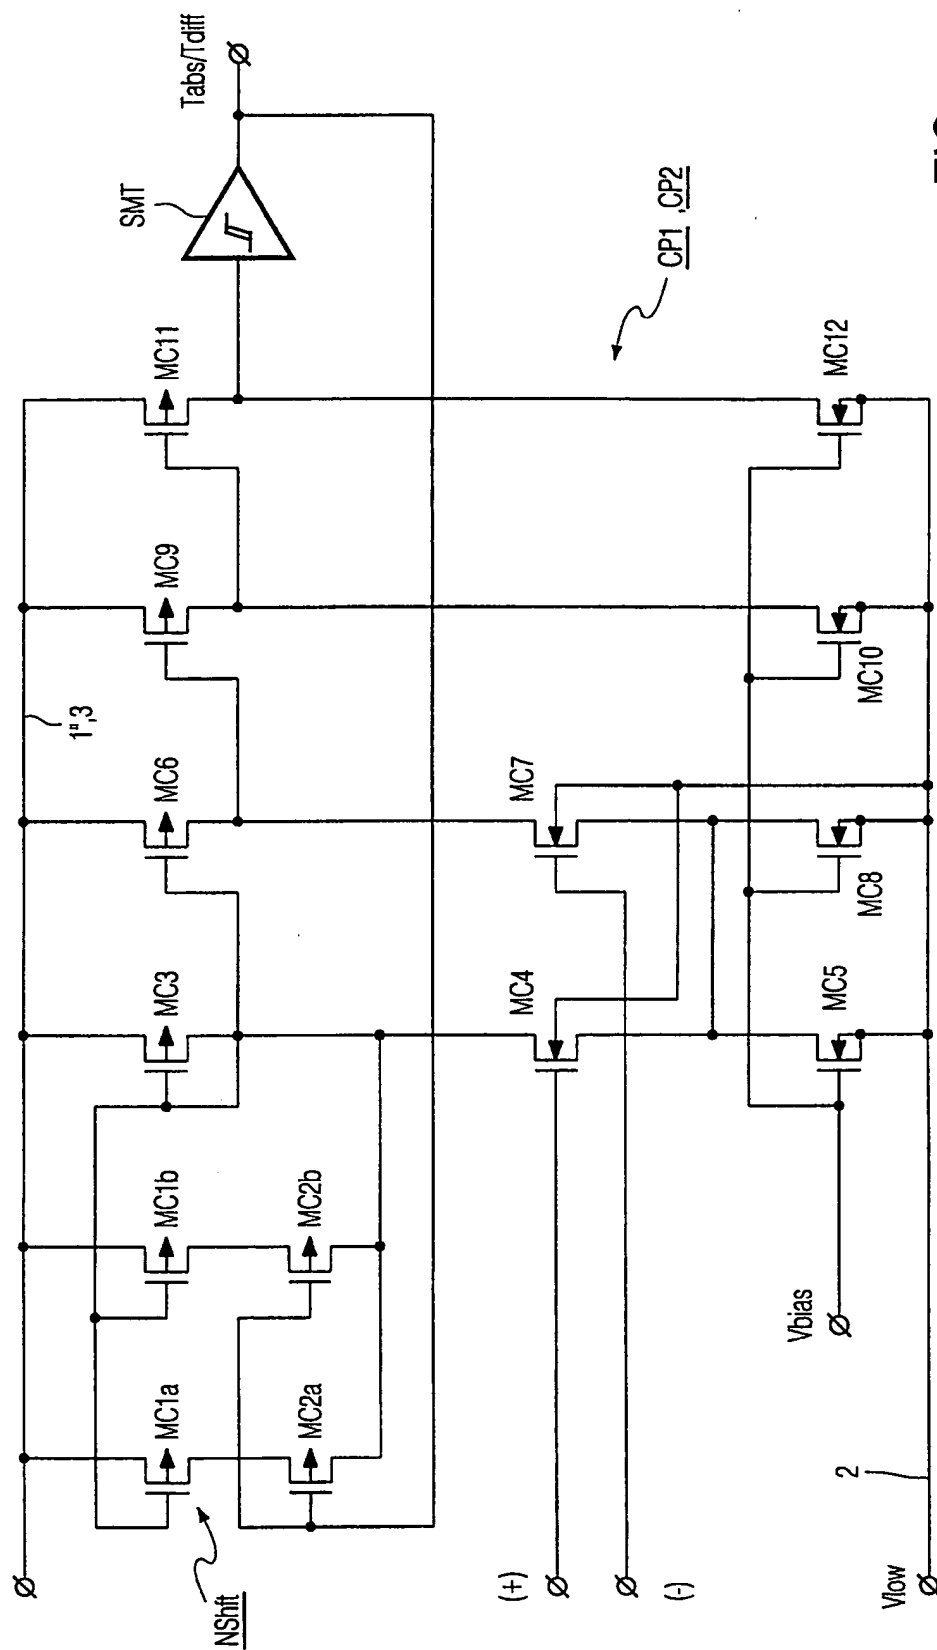 Tabs/Tdiff
SMT
CP1 ,CP2
MC11
MC12
MC9
MC10
1",3
MC6
MC7
MC8
MC3
MC4
MC5
MC1b
MC2b
Vbias
MC1a
MC2a
2
NShft
(+)
(-)
Vlow